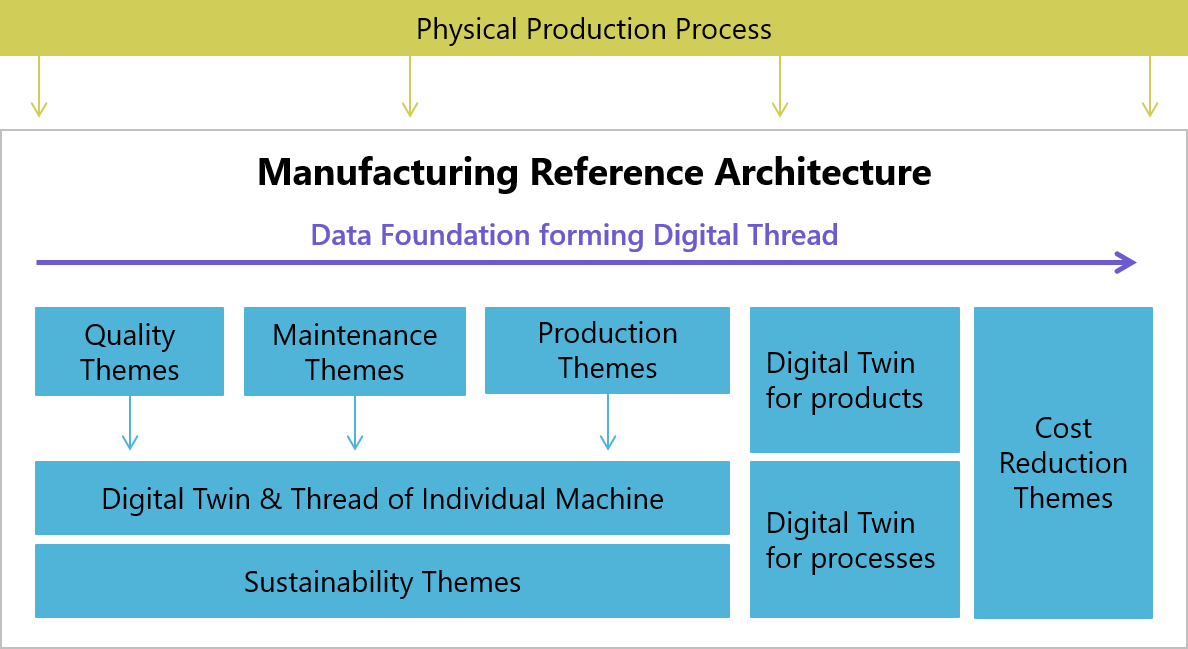 Physical Production Process
Manufacturing Reference Architecture
Data Foundation forming Digital Thread
Quality
Themes
Maintenance
Themes
Production
Themes
Digital Twin
for products
Cost
Reduction
Themes
Digital Twin & Thread of Individual Machine
Digital Twin
for processes
Sustainability Themes